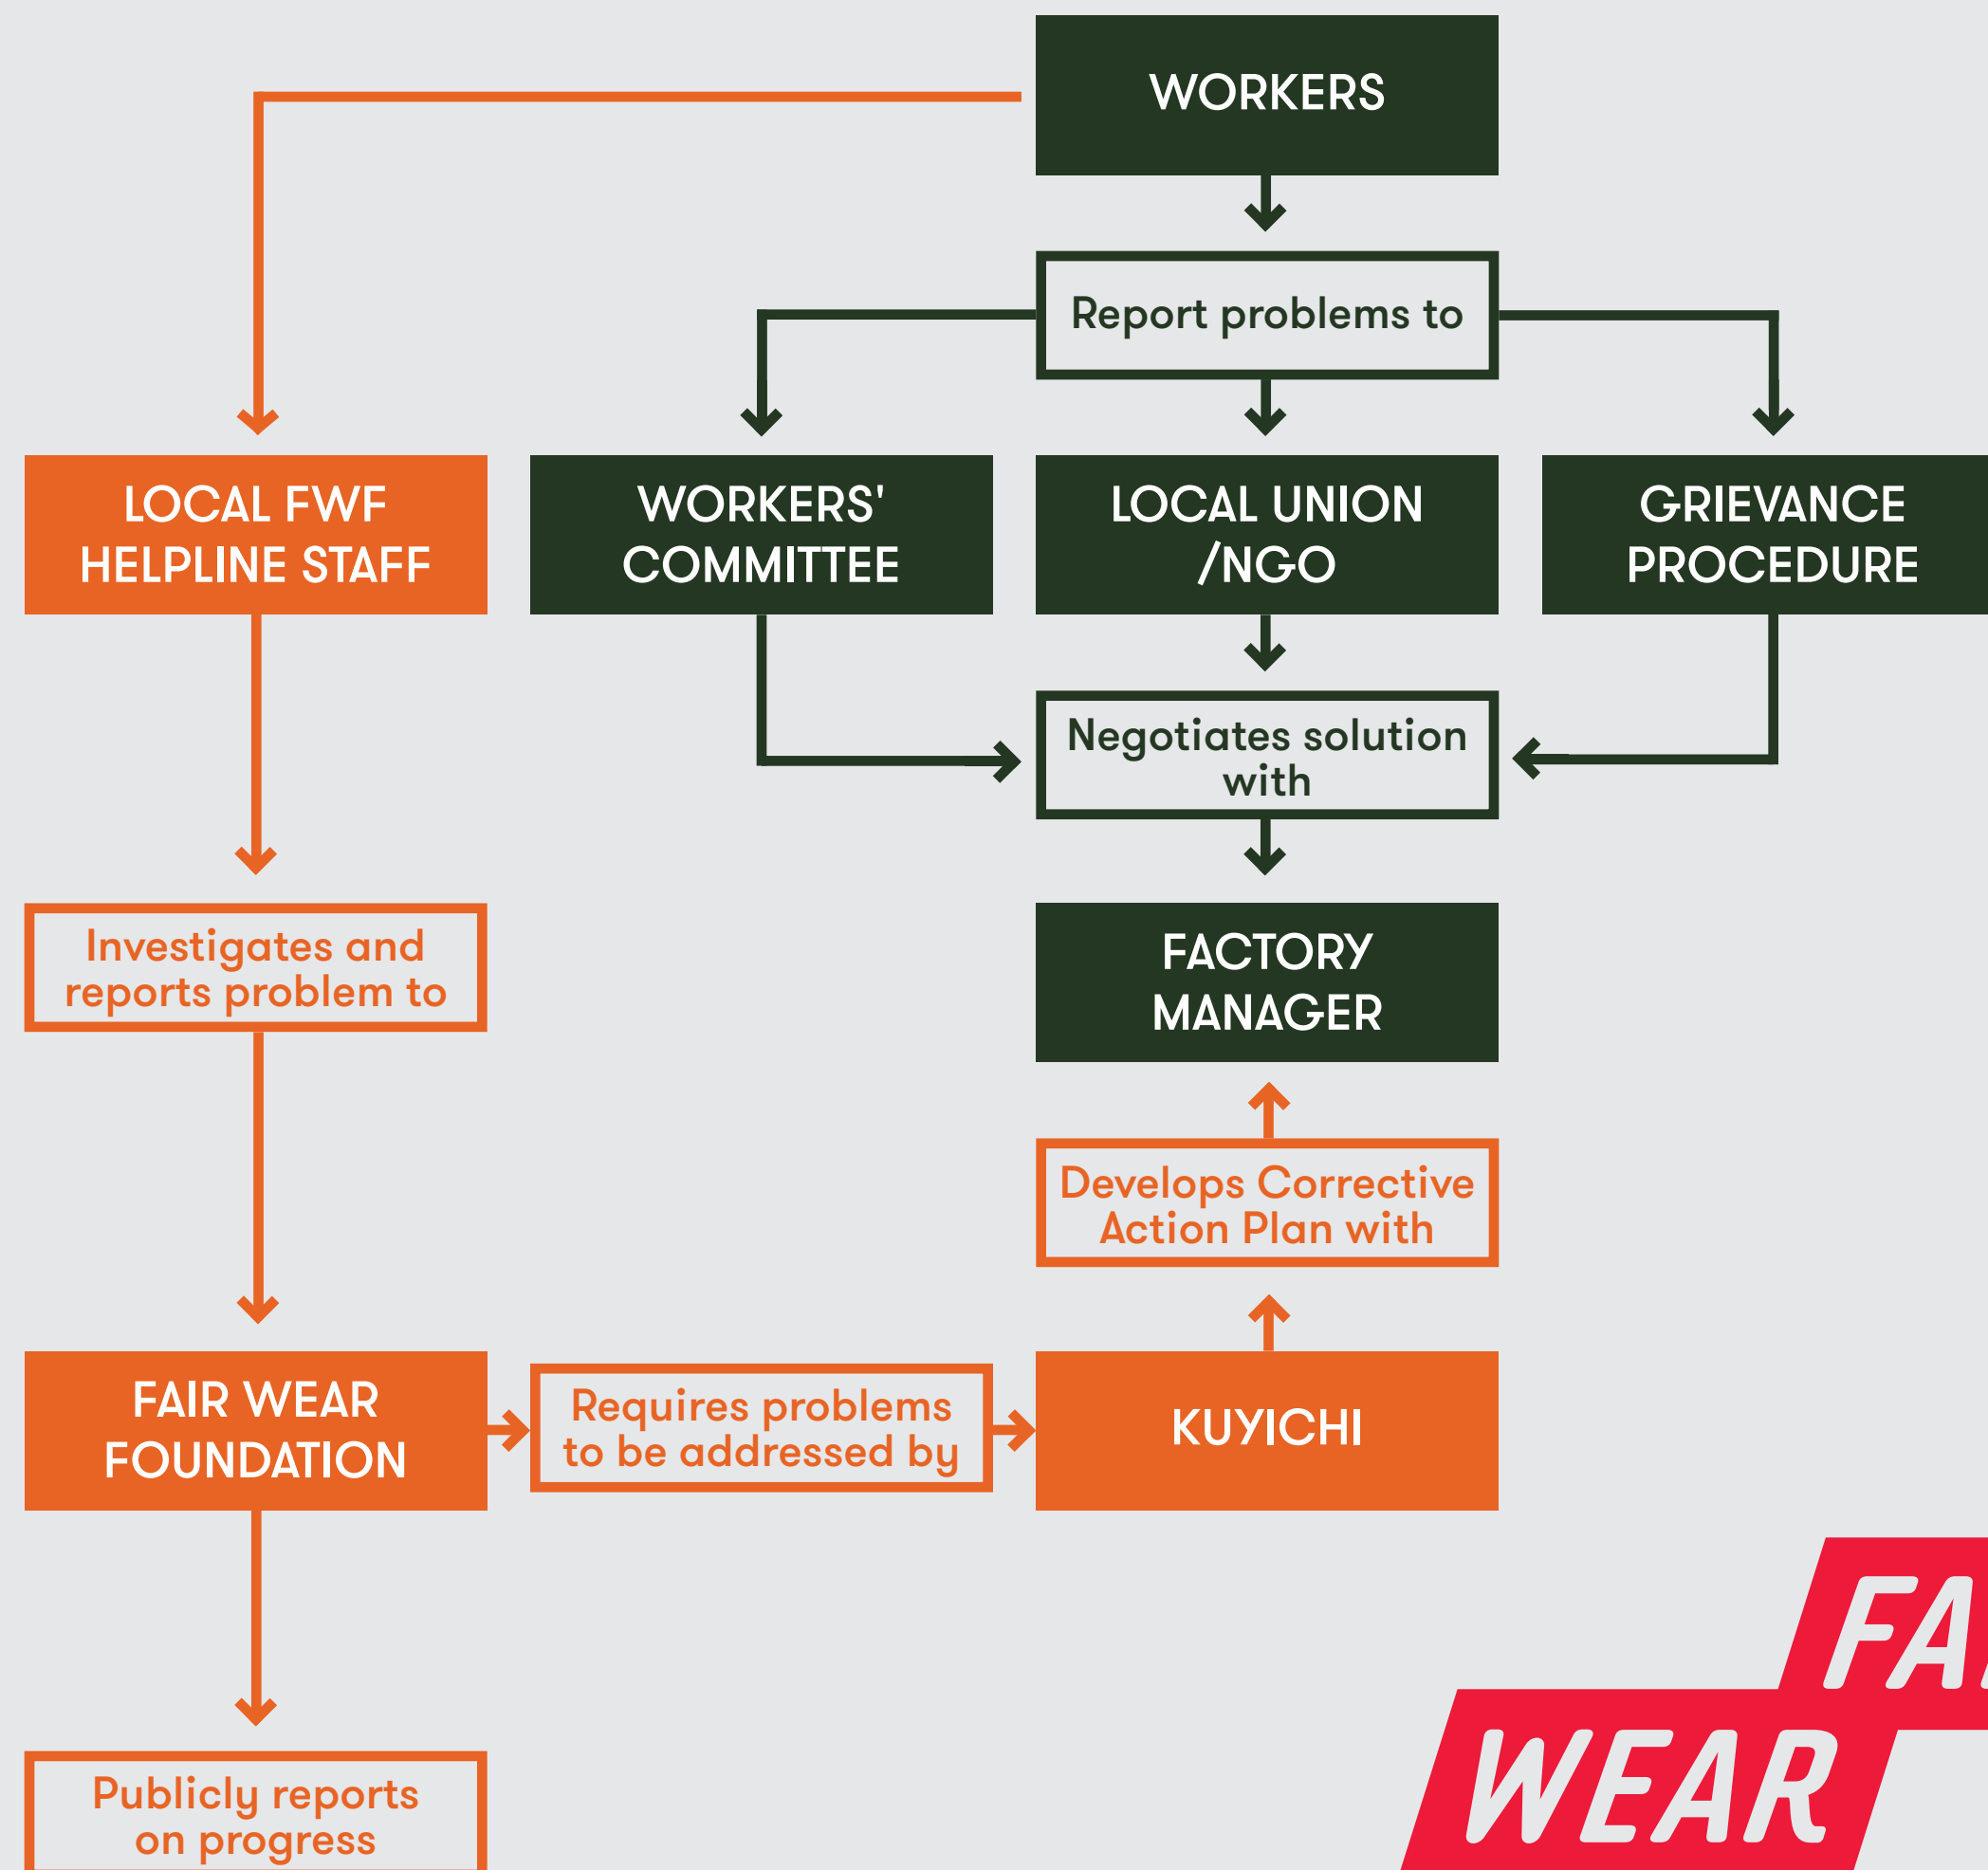 WORKERS
Report problems to
LOCAL FWF
HELPLINE STAFF
WORKERS'
COMMITTEE
LOCAL UNION
/NGO
GRIEVANCE
PROCEDURE
Negotiates solution
with
Investigates and
reports problem to
FACTORY
MANAGER
Develops Corrective
Action Plan with
FAIR WEAR
FOUNDATION
Requires problems
to be addressed by
KUYICHI
Publicly reports
on progress
FA
WEAR